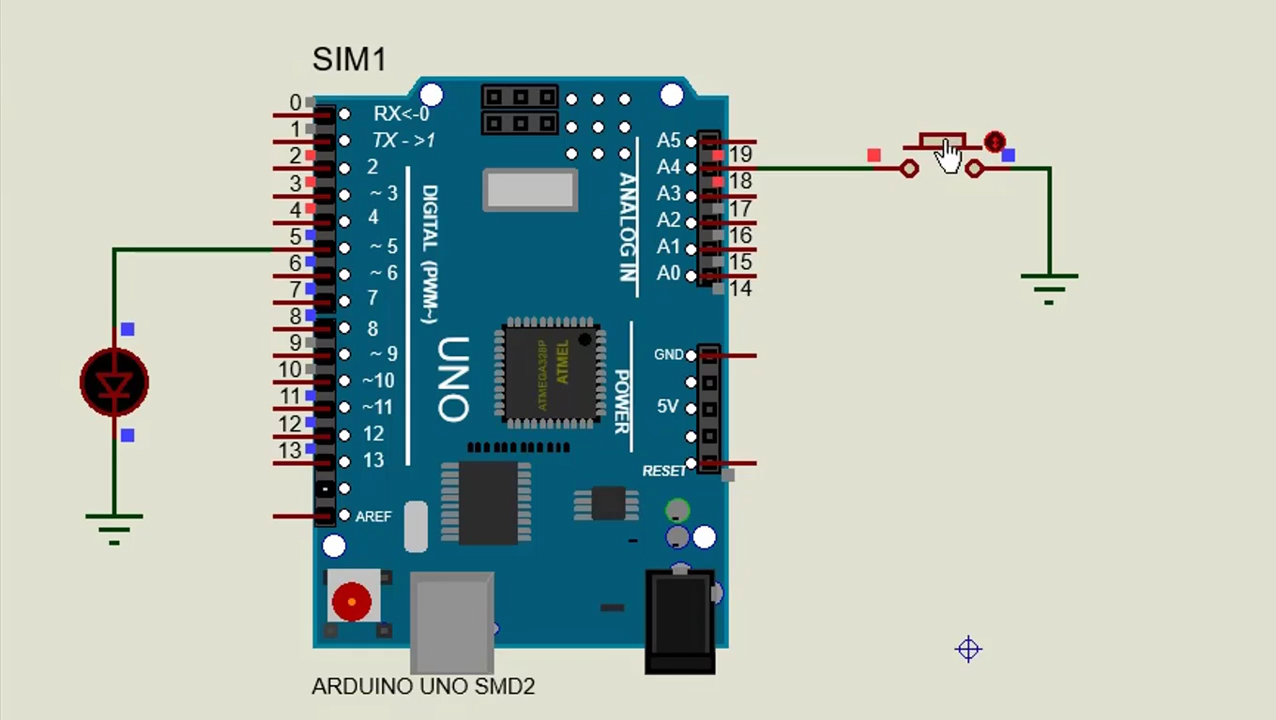 SIM1
0
RX<-0
1
TX ->1
2
2
3
~ 3
4
4
5
~ 5
6
~ 6
7
7
8
8
9
~ 9
10
~10
11
~11
12
12
13
13
AREF
DIGITAL (PWM~)
UNO
ATMEGA328P
ATMEL
ANALOG IN
A5
19
A4
18
A3
17
A2
16
A1
15
A0
14
POWER
GND
5V
RESET
ARDUINO UNO SMD2